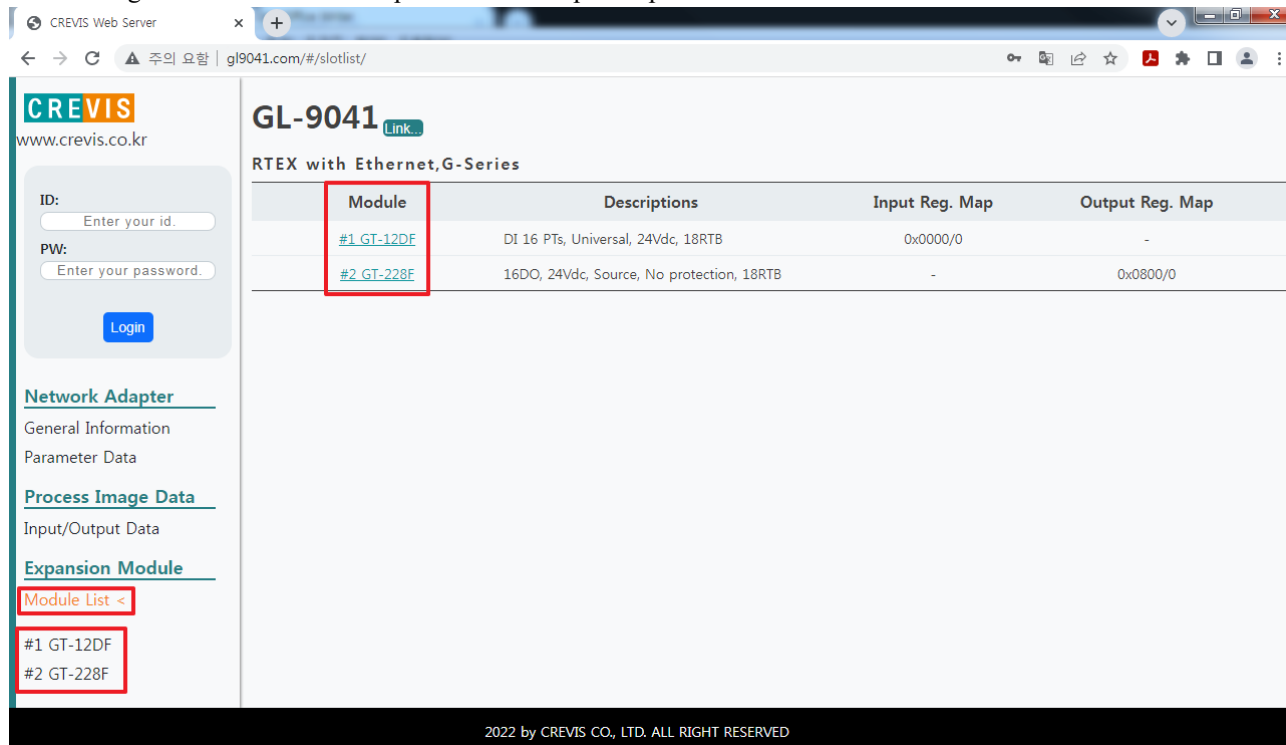 CREVIS Web Server
주의 요함 | gl9041.com/#/slotlist/
CREVIS
www.crevis.co.kr
ID:
Enter your id.
PW:
Enter your password.
Login
Network Adapter
General Information
Parameter Data
Process Image Data
Input/Output Data
Expansion Module
Module List <
#1 GT-12DF
#2 GT-228F
GL-9041 Link...
RTEX with Ethernet,G-Series
Module Descriptions Input Reg. Map Output Reg. Map
#1 GT-12DF DI 16 PTs, Universal, 24Vdc, 18RTB 0x0000/0 -
#2 GT-228F 16DO, 24Vdc, Source, No protection, 18RTB - 0x0800/0
2022 by CREVIS CO., LTD. ALL RIGHT RESERVED